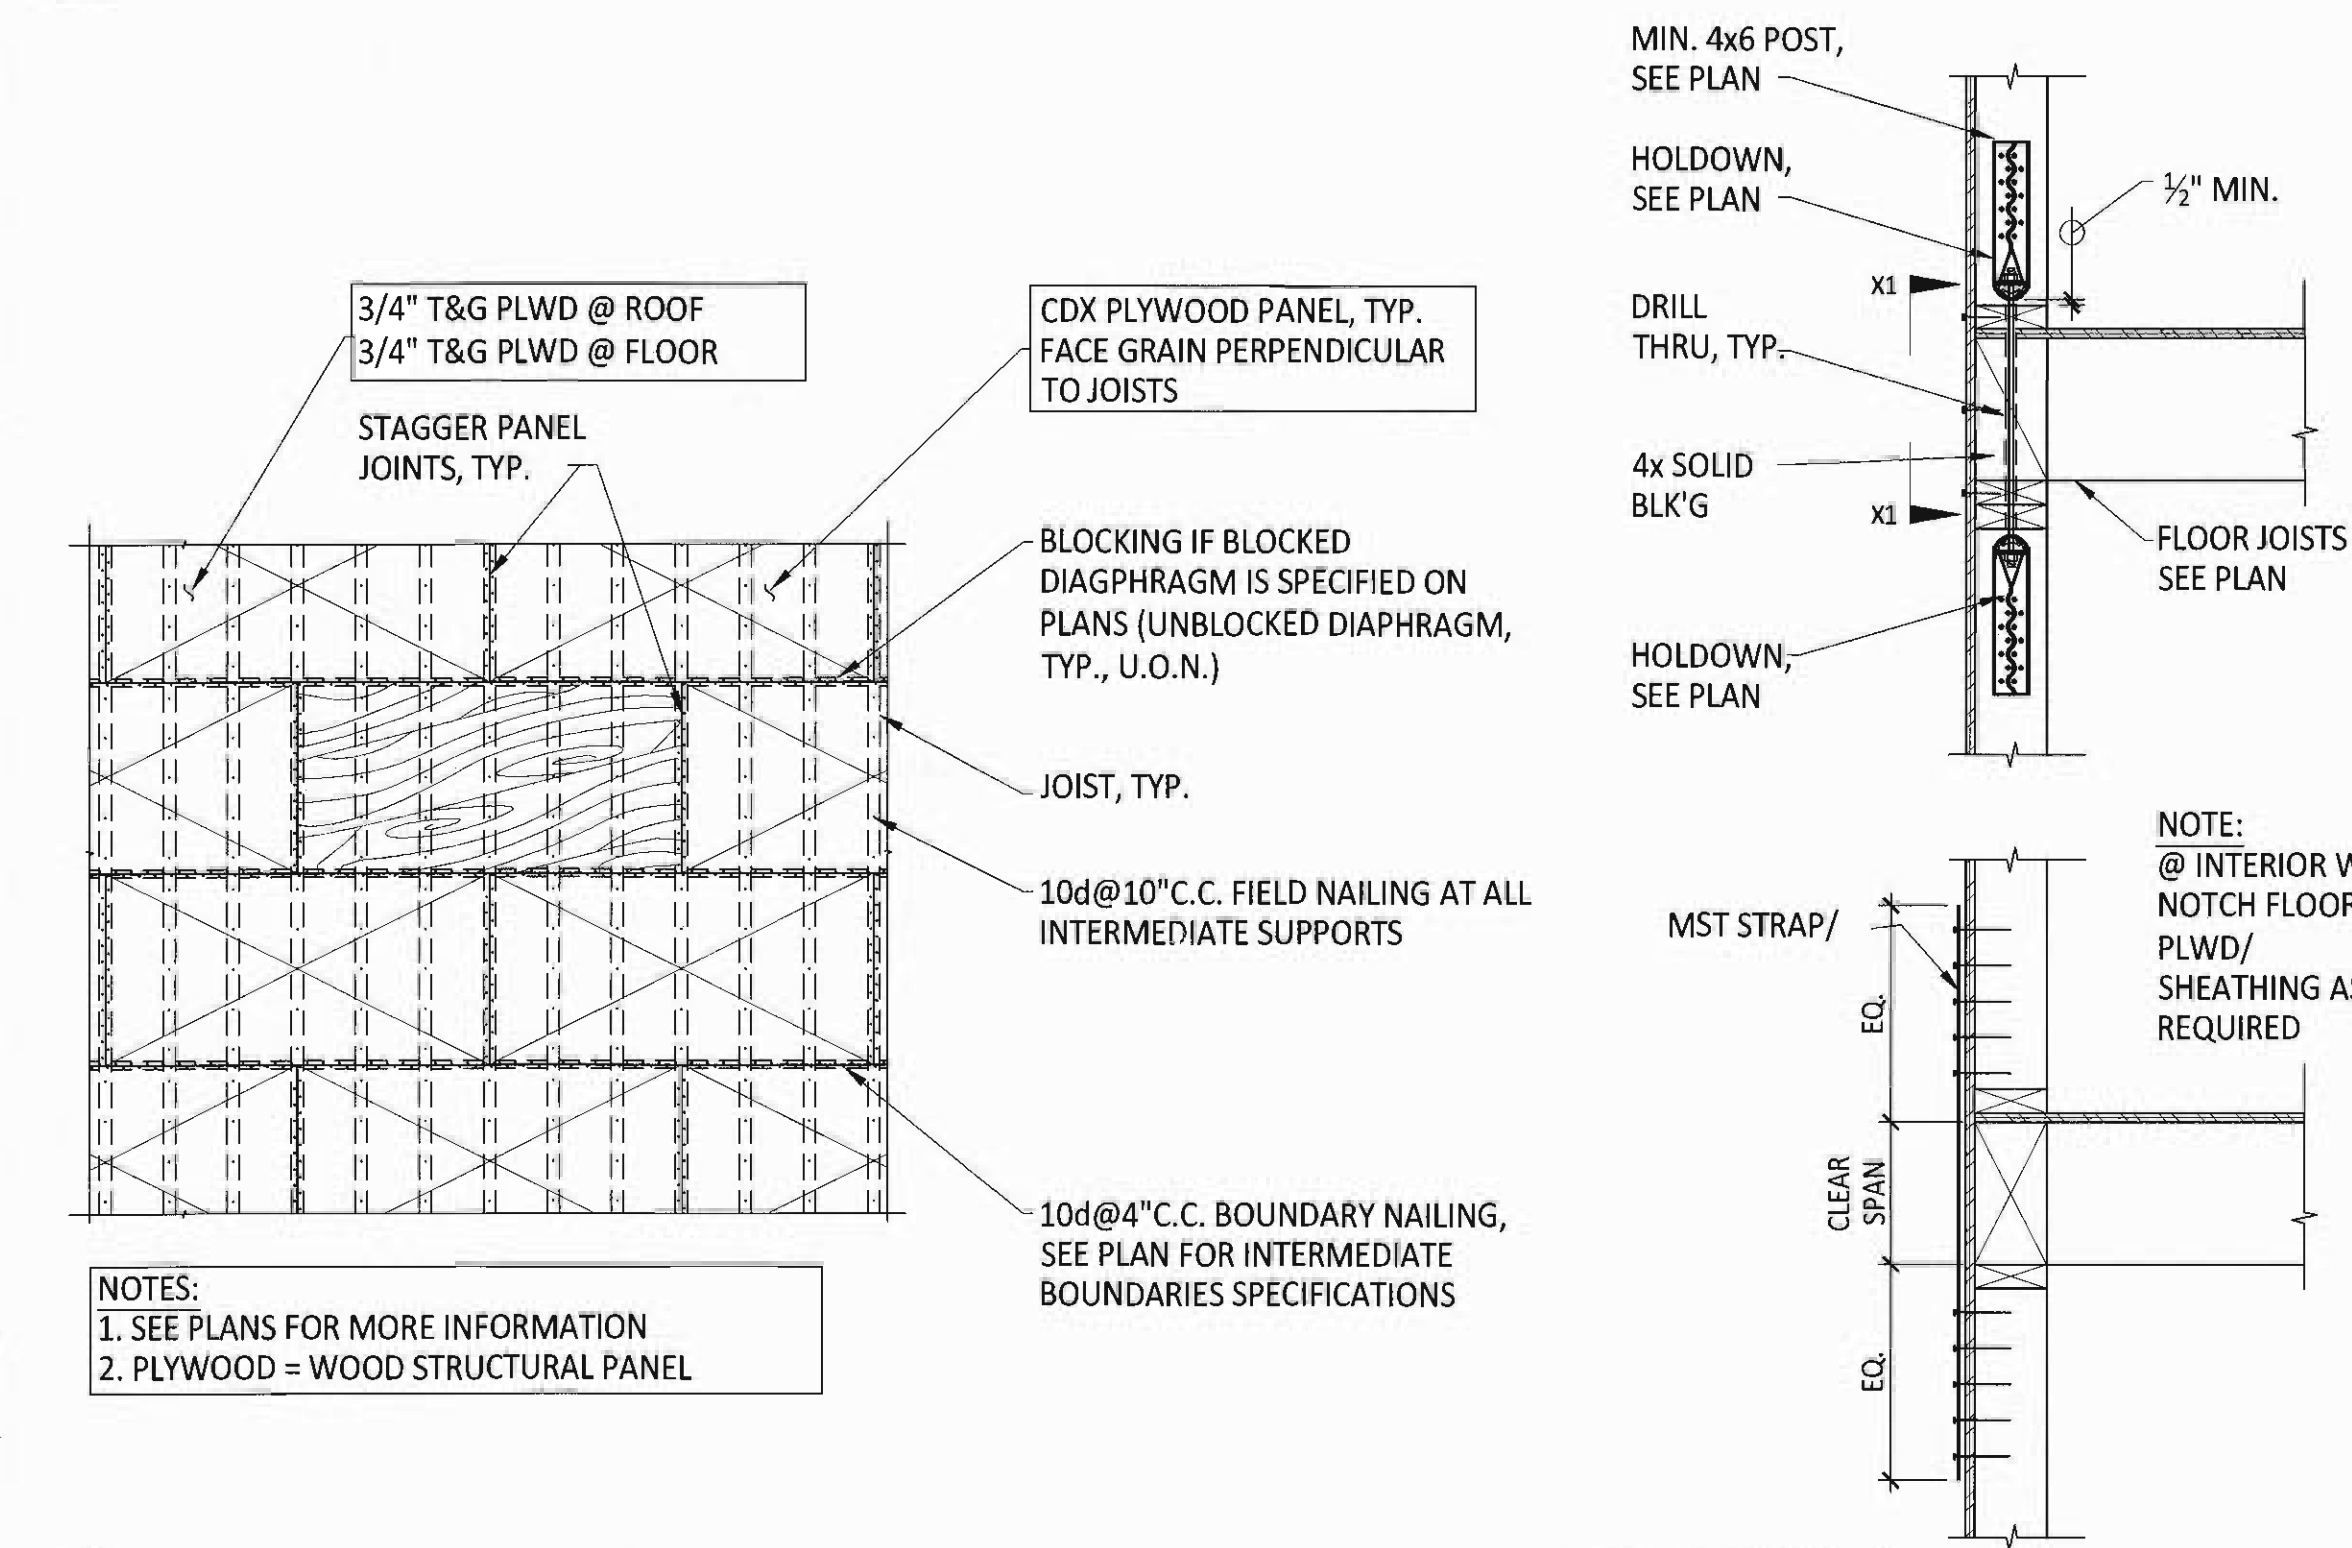 3/4" T&G PLWD @ ROOF
3/4" T&G PLWD @ FLOOR
STAGGER PANEL
JOINTS, TYP.
CDX PLYWOOD PANEL, TYP.
FACE GRAIN PERPENDICULAR
TO JOISTS
BLOCKING IF BLOCKED
DIAGPHRAGM IS SPECIFIED ON
PLANS (UNBLOCKED DIAPHRAGM,
TYP., U.O.N.)
JOIST, TYP.
10d@10"C.C. FIELD NAILING AT ALL
INTERMEDIATE SUPPORTS
10d@4"C.C. BOUNDARY NAILING,
SEE PLAN FOR INTERMEDIATE
BOUNDARIES SPECIFICATIONS
NOTES:
1. SEE PLANS FOR MORE INFORMATION
2. PLYWOOD = WOOD STRUCTURAL PANEL
MIN. 4x6 POST,
SEE PLAN
HOLDOWN,
SEE PLAN
½" MIN.
X1
DRILL
THRU, TYP.
4x SOLID
BLK'G
X1
FLOOR JOISTS
SEE PLAN
HOLDOWN,
SEE PLAN
NOTE:
@ INTERIOR
NOTCH FLOOR
PLWD/
SHEATHING AS
REQUIRED
MST STRAP/
EQ.
CLEAR
SPAN
EQ.